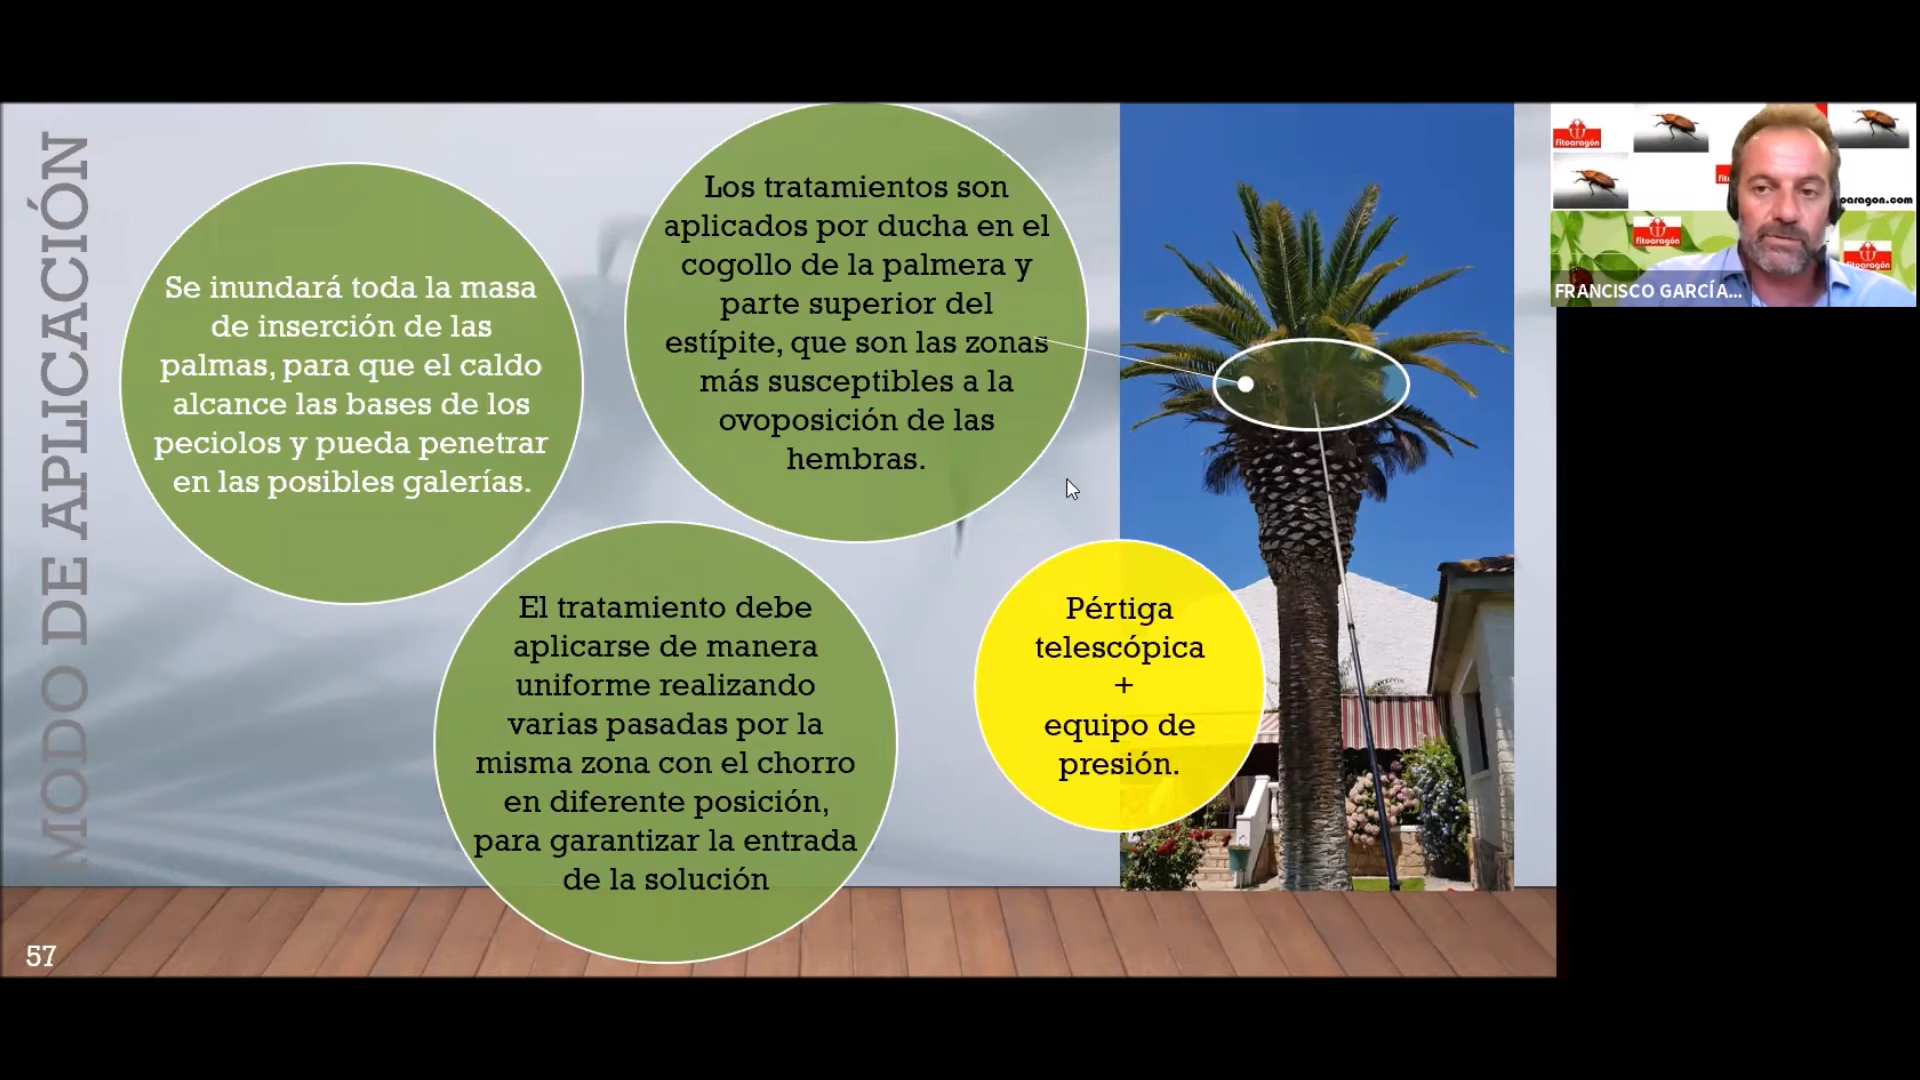 MODO DE APLICACIÓN
Se inundará toda la masa
de inserción de las
palmas, para que el caldo
alcance las bases de los
peciolos y pueda penetrar
en las posibles galerías.
Los tratamientos son
aplicados por ducha en el
cogollo de la palmera y
parte superior del
estípite, que son las zonas
más susceptibles a la
ovoposición de las
hembras.
El tratamiento debe
aplicarse de manera
uniforme realizando
varias pasadas por la
misma zona con el chorro
en diferente posición,
para garantizar la entrada
de la solución
Pértiga
telescópica
+
equipo de
presión.
57
fitoaragón
fit
oaragon.com
fitoaragón
fitoaragón
FRANCISCO GARCÍA...